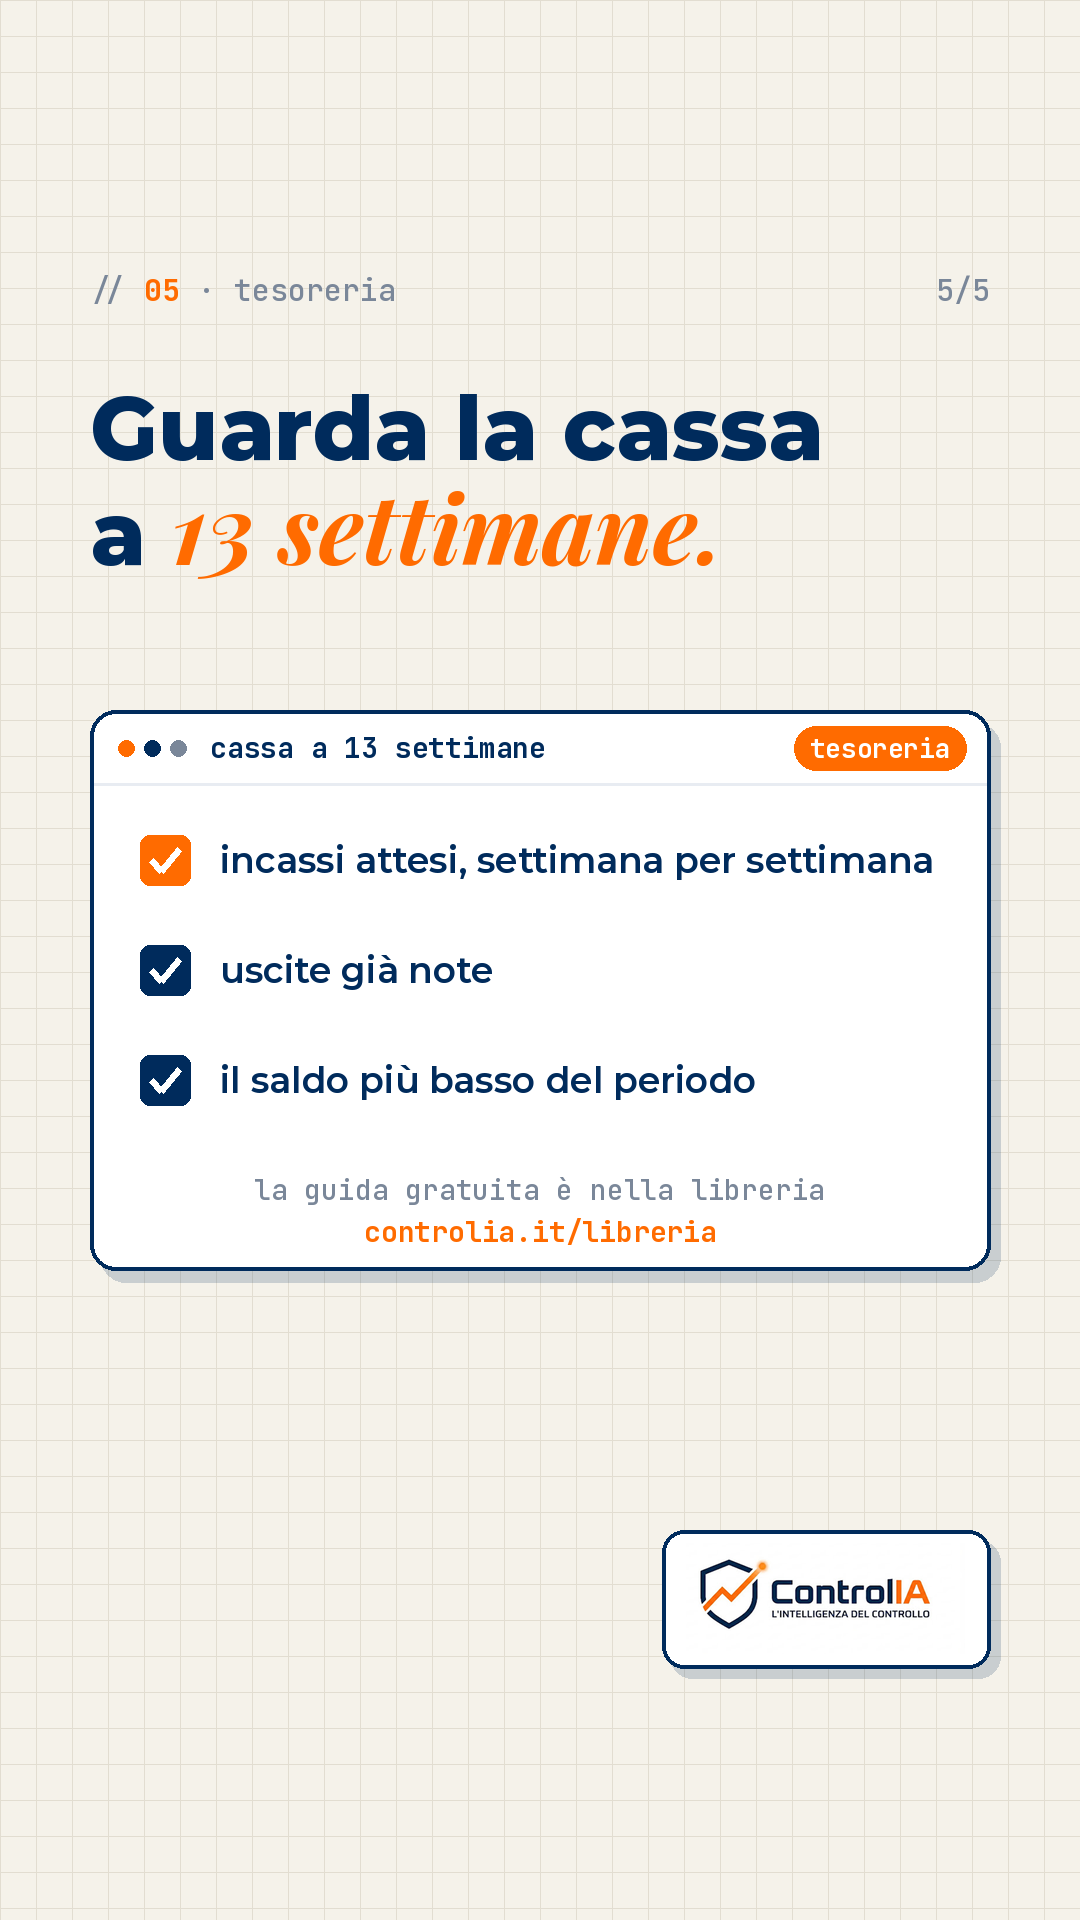 // 05 · tesoreria
5/5
Guarda la cassa
a 13 settimane.
cassa a 13 settimane
tesoreria
incassi attesi, settimana per settimana
uscite già note
il saldo più basso del periodo
la guida gratuita è nella libreria
controlia.it/libreria
ControlIA
L'INTELLIGENZA DEL CONTROLLO